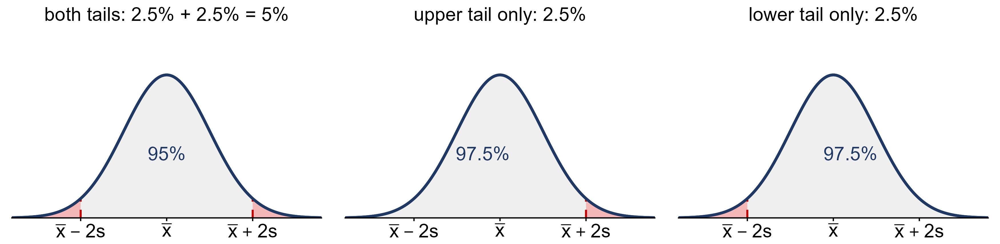 both tails: 2.5% + 2.5% = 5%
95%
x̅ − 2s
x̅
x̅ + 2s
upper tail only: 2.5%
97.5%
x̅ − 2s
x̅
x̅ + 2s
lower tail only: 2.5%
97.5%
x̅ − 2s
x̅
x̅ + 2s